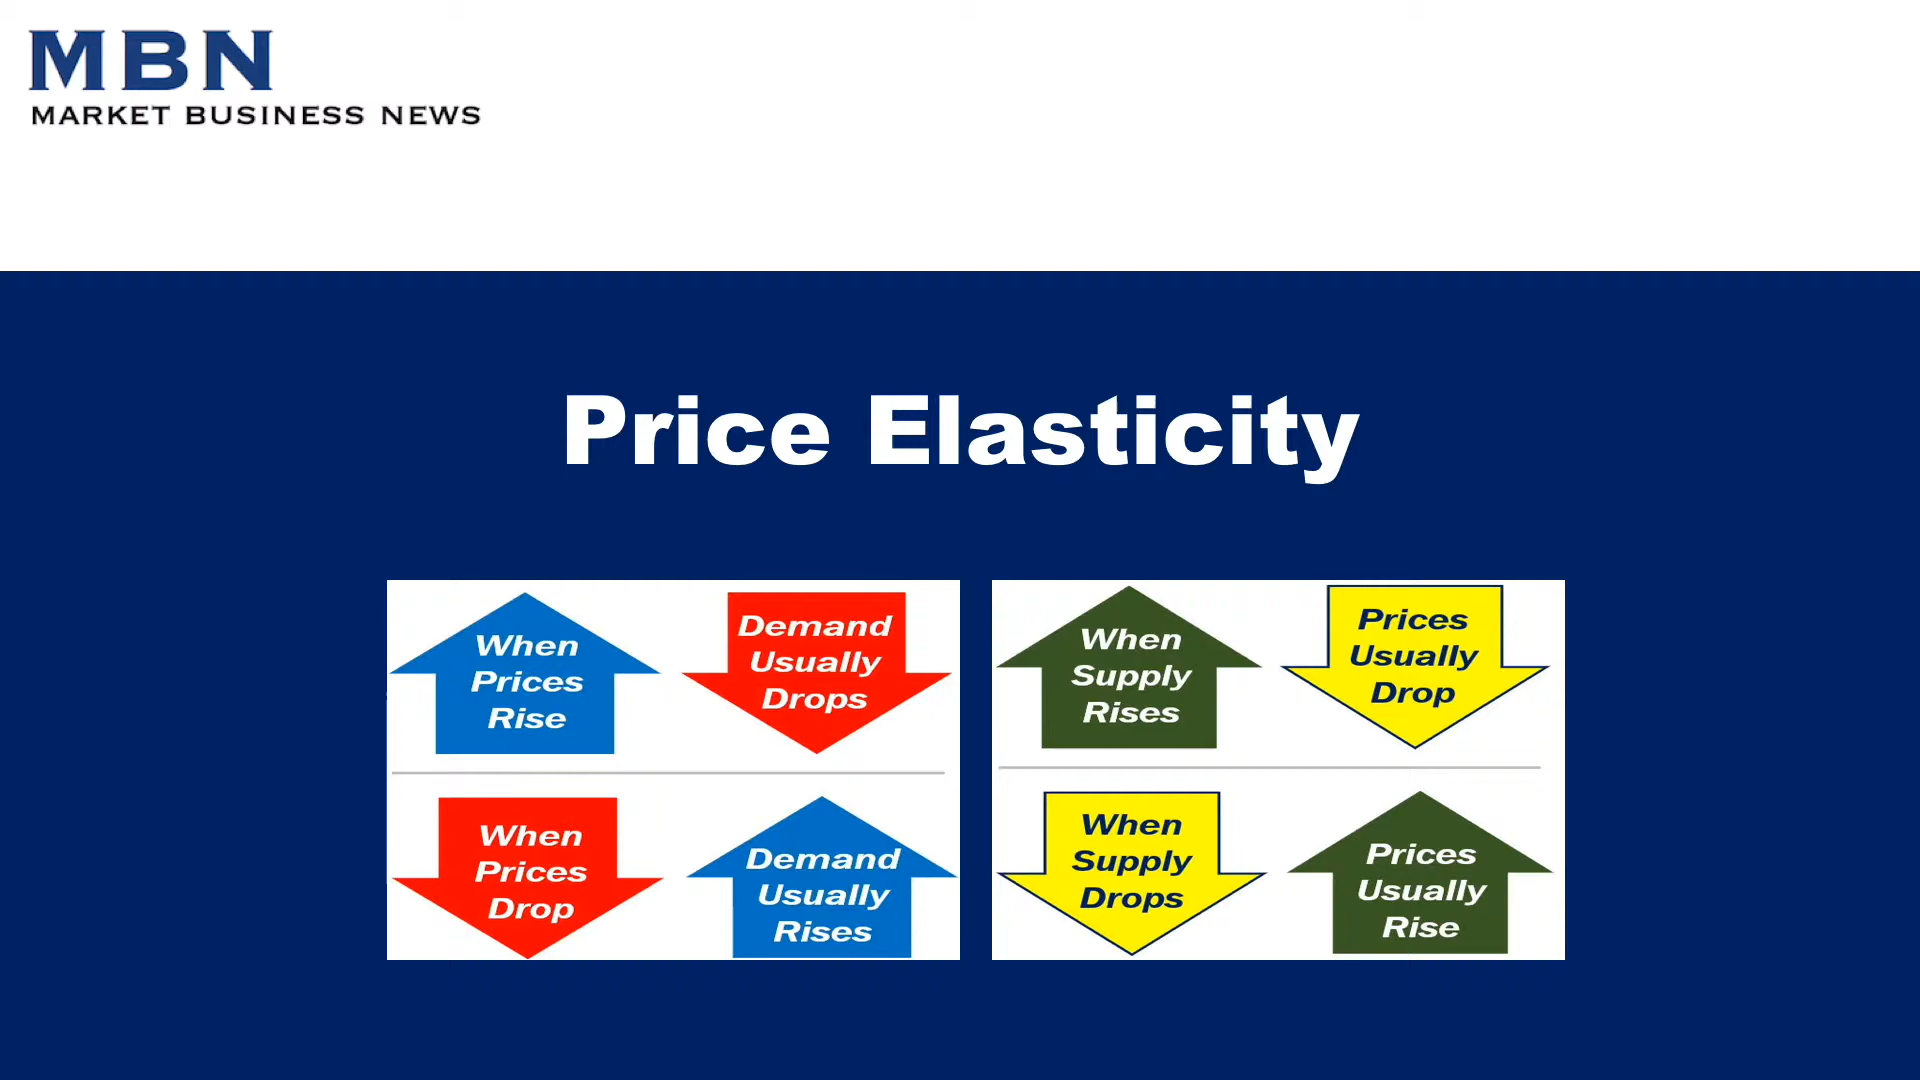 MBN
MARKET BUSINESS NEWS
Price Elasticity
When
Prices
Rise
Demand
Usually
Drops
When
Prices
Drop
Demand
Usually
Rises
When
Supply
Rises
Prices
Usually
Drop
When
Supply
Drops
Prices
Usually
Rise